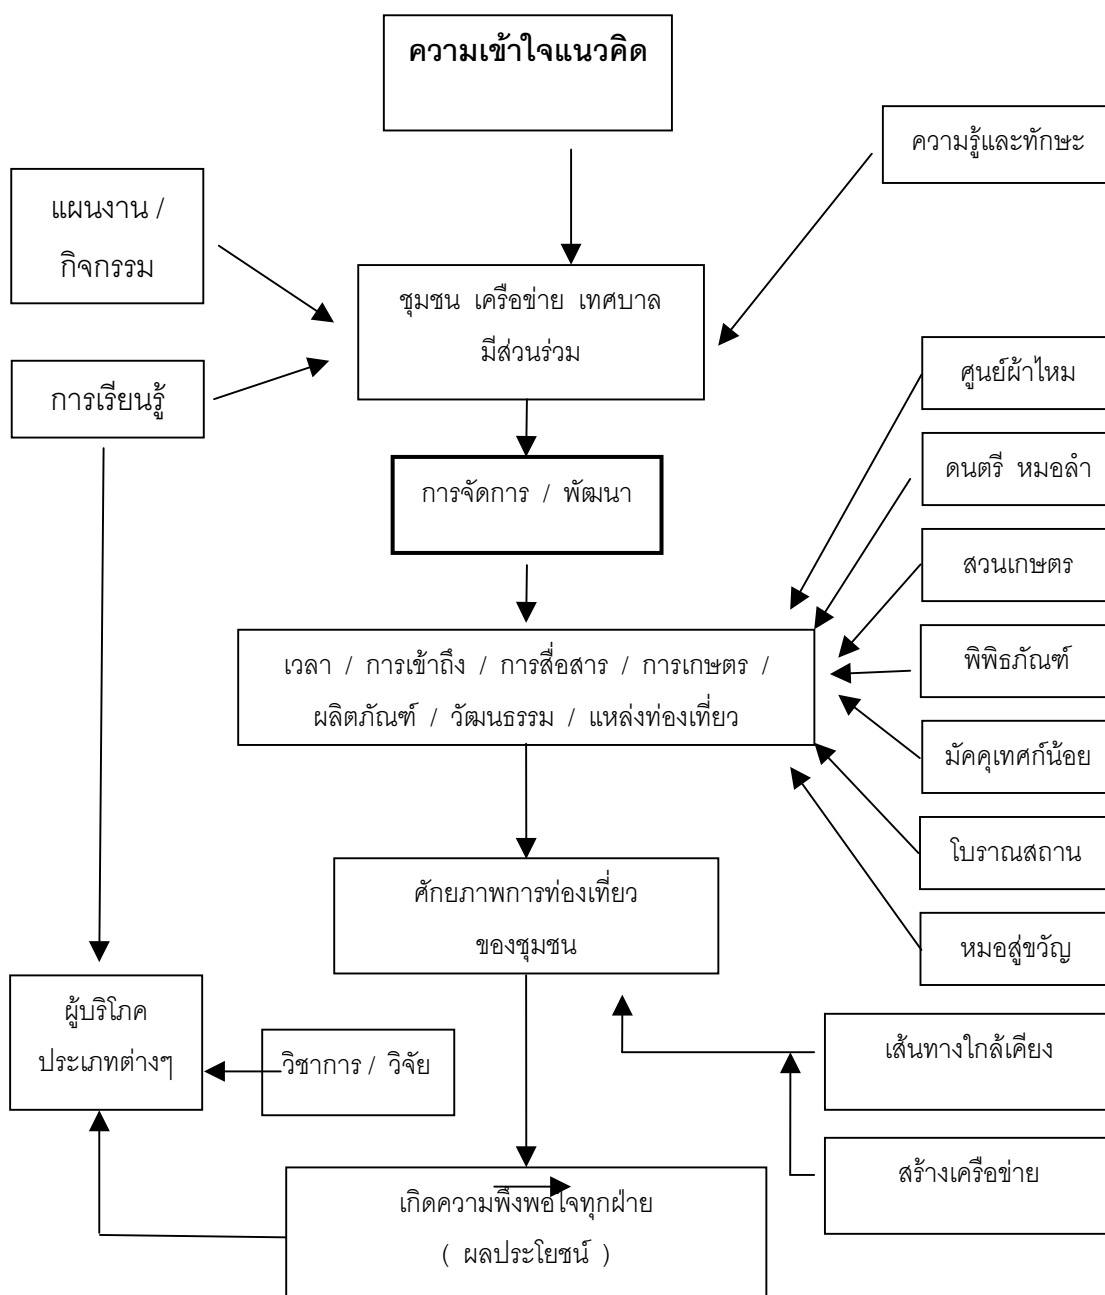 ความเข้าใจแนวคิด
ความรู้และทักษะ
แผนงาน /
กิจกรรม
ชุมชน เครือข่าย เทศบาล
มีส่วนร่วม
การเรียนรู้
ศูนย์ผ้าไหม
ดนตรี หมอลำ
การจัดการ / พัฒนา
สวนเกษตร
พิพิธภัณฑ์
เวลา / การเข้าถึง / การสื่อสาร / การเกษตร /
ผลิตภัณฑ์ / วัฒนธรรม / แหล่งท่องเที่ยว
มัคคุเทศก์น้อย
โบราณสถาน
ศักยภาพการท่องเที่ยว
ของชุมชน
หมอสู่ขวัญ
ผู้บริโภค
ประเภทต่างๆ
วิชาการ / วิจัย
เส้นทางใกล้เคียง
สร้างเครือข่าย
เกิดความพึงพอใจทุกฝ่าย
( ผลประโยชน์ )